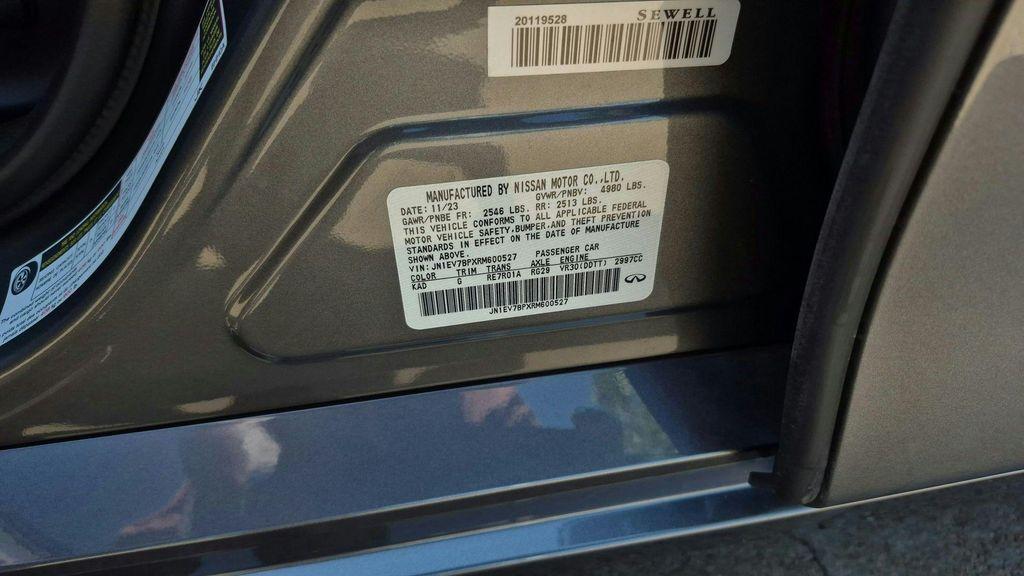 20119528 SEWELL
MANUFACTURED BY NISSAN MOTOR CO.,LTD.
DATE: 11/23 GVWR/PNBV: 4980 LBS.
GAWR/PNBE FR: 2546 LBS. RR: 2513 LBS.
THIS VEHICLE CONFORMS TO ALL APPLICABLE FEDERAL
MOTOR VEHICLE SAFETY,BUMPER,AND THEFT PREVENTION
STANDARDS IN EFFECT ON THE DATE OF MANUFACTURE
SHOWN ABOVE.
VIN: JN1EV7BPXRM600527 PASSENGER CAR
COLOR TRIM TRANS AXLE ENGINE
KAD G RE7R01A RG29 VR30(DDTT) 2997CC
JN1EV7BPXRM600527